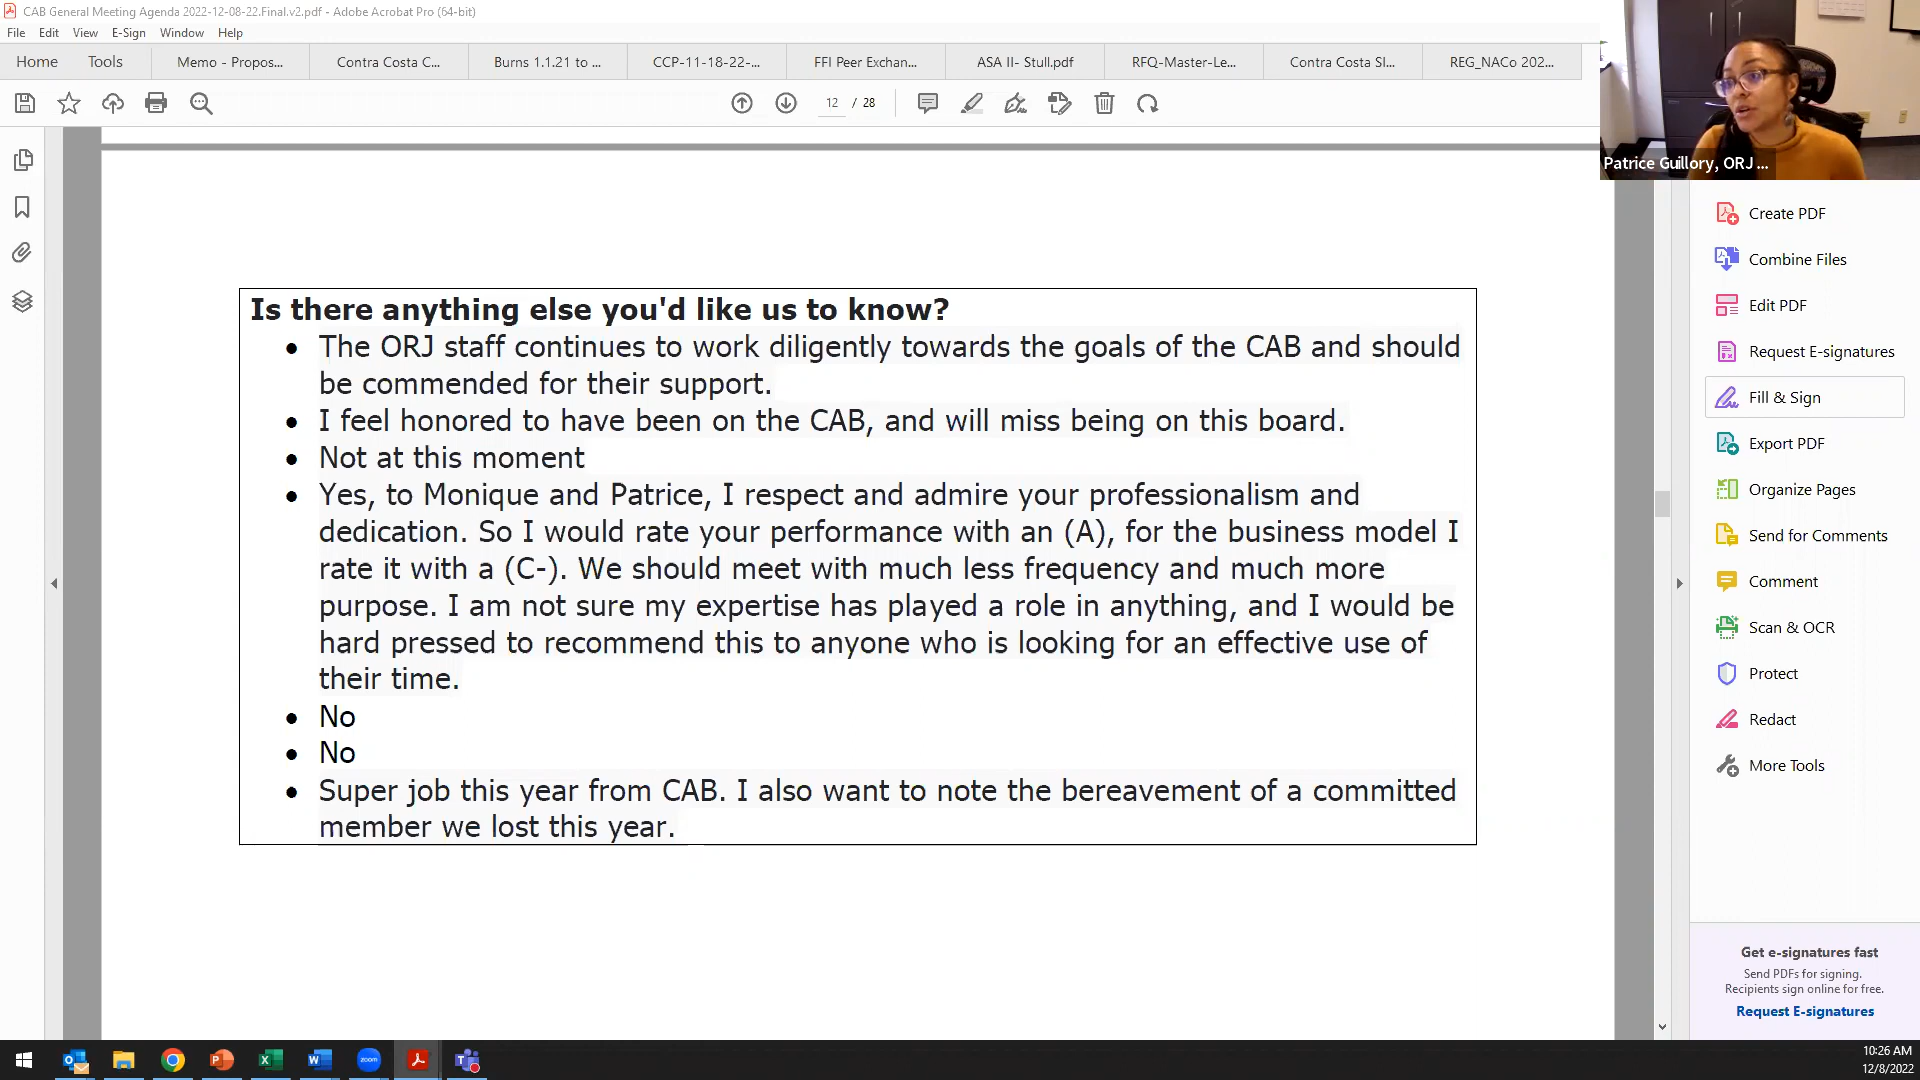 CAB General Meeting Agenda 2022-12-08-22.Final.v2.pdf - Adobe Acrobat Pro (64-bit)
File Edit View E-Sign Window Help
Home Tools Memo - Propos... Contra Costa C... Burns 1.1.21 to ... CCP-11-18-22-... FFI Peer Exchan... ASA II- Stull.pdf RFQ-Master-Le... Contra Costa SI... REG_NACo 202...
12 / 28
Patrice Guillory, ORJ ...
Is there anything else you'd like us to know?
• The ORJ staff continues to work diligently towards the goals of the CAB and should
be commended for their support.
• I feel honored to have been on the CAB, and will miss being on this board.
• Not at this moment
• Yes, to Monique and Patrice, I respect and admire your professionalism and
dedication. So I would rate your performance with an (A), for the business model I
rate it with a (C-). We should meet with much less frequency and much more
purpose. I am not sure my expertise has played a role in anything, and I would be
hard pressed to recommend this to anyone who is looking for an effective use of
their time.
• No
• No
• Super job this year from CAB. I also want to note the bereavement of a committed
member we lost this year.
Create PDF
Combine Files
Edit PDF
Request E-signatures
Fill & Sign
Export PDF
Organize Pages
Send for Comments
Comment
Scan & OCR
Protect
Redact
More Tools
Get e-signatures fast
Send PDFs for signing.
Recipients sign online for free.
Request E-signatures
zoom
10:26 AM
12/8/2022